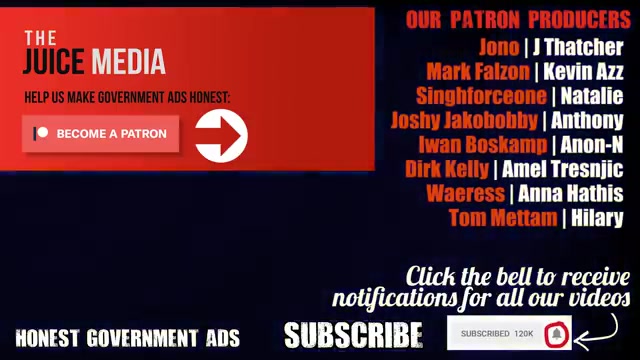 THE
JUICE MEDIA
HELP US MAKE GOVERNMENT ADS HONEST:
BECOME A PATRON
OUR PATRON PRODUCERS
Jono | J Thatcher
Mark Falzon | Kevin Azz
Singhforceone | Natalie
Joshy Jakobobby | Anthony
Iwan Boskamp | Anon-N
Dirk Kelly | Amel Tresnjic
Waeress | Anna Hathis
Tom Mettam | Hilary
Click the bell to receive
notifications for all our videos
HONEST GOVERNMENT ADS
SUBSCRIBE
SUBSCRIBED 120K